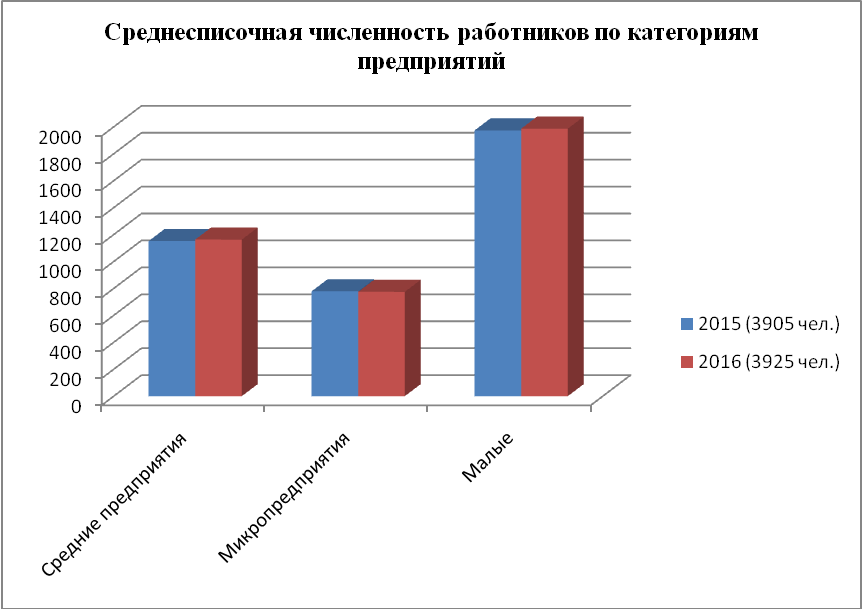 Среднесписочная численность работников по категориям
предприятий
2000
1800
1600
1400
1200
1000
800
600
400
200
0
Средние предприятия
Микропредприятия
Малые
2015 (3905 чел.)
2016 (3925 чел.)